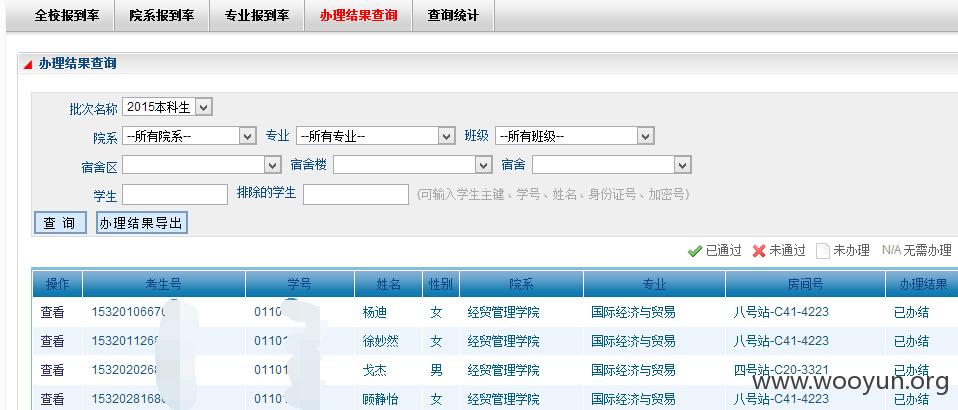 全校报到率 院系报到率 专业报到率 办理结果查询 查询统计
办理结果查询
批次名称 2015本科生
院系 --所有院系-- 专业 --所有专业-- 班级 --所有班级--
宿舍区 宿舍楼 宿舍
学生 排除的学生 (可输入学生主键、学号、姓名、身份证号、加密号)
查 询 办理结果导出
已通过 未通过 未办理 N/A 无需办理
操作 考生号 学号 姓名 性别 院系 专业 房间号 办理结果
查看 1532010667 0110 杨迪 女 经贸管理学院 国际经济与贸易 八号站-C41-4223 已办结
查看 153201126 01101 徐妙然 女 经贸管理学院 国际经济与贸易 八号站-C41-4223 已办结
查看 153202026 01101 戈杰 男 经贸管理学院 国际经济与贸易 四号站-C20-3321 已办结
查看 153202816 01101 顾静怡 女 经贸管理学院 国际经济与贸易 八号站-C41-4223 已办结
www.wooyun.org